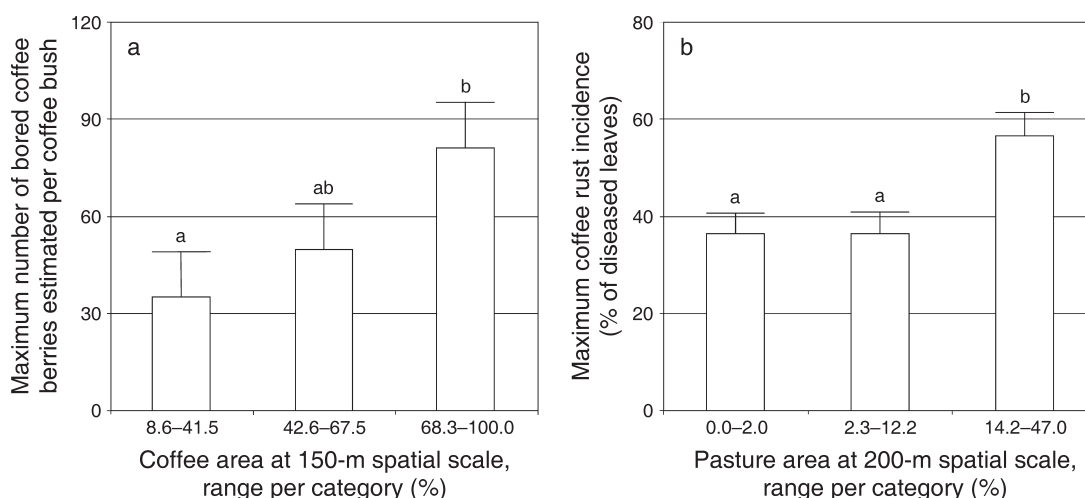 a
Maximum number of bored coffee
berries estimated per coffee bush
120
90
60
30
0
a
ab
b
8.6–41.5
42.6–67.5
68.3–100.0
Coffee area at 150-m spatial scale,
range per category (%)
b
Maximum coffee rust incidence
(% of diseased leaves)
80
60
40
20
0
a
a
b
0.0–2.0
2.3–12.2
14.2–47.0
Pasture area at 200-m spatial scale,
range per category (%)